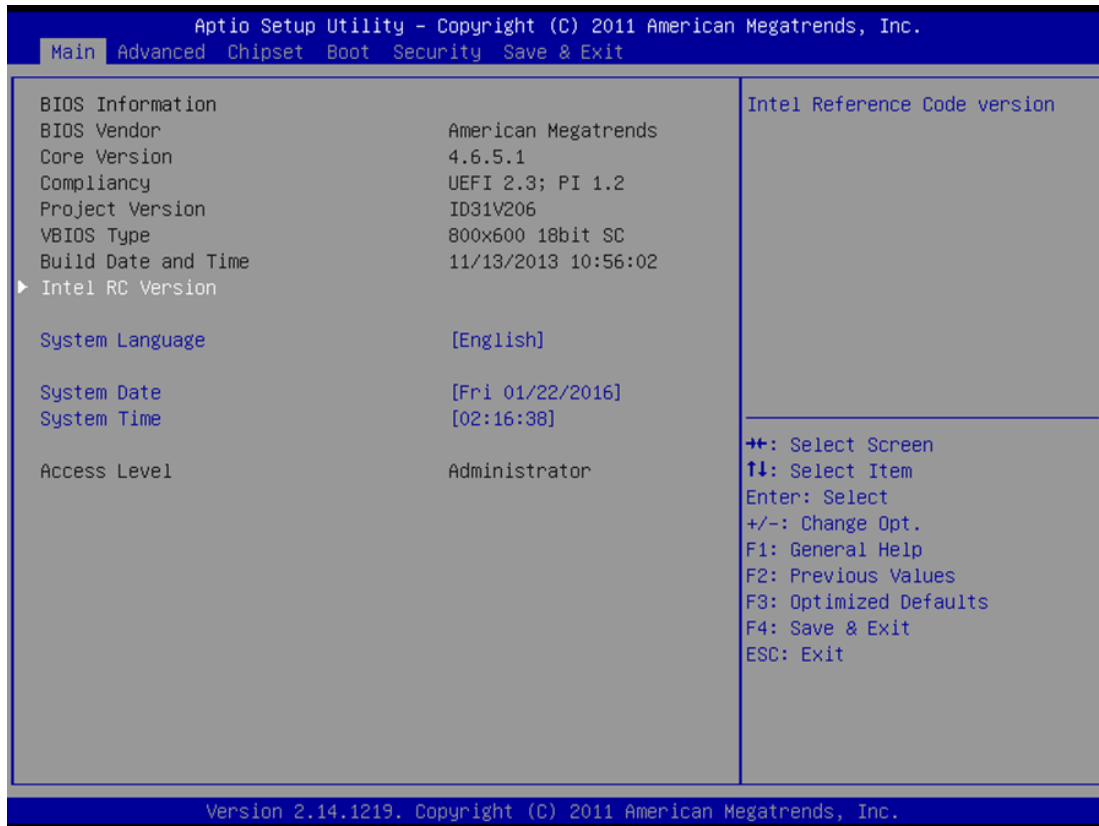 Aptio Setup Utility – Copyright (C) 2011 American Megatrends, Inc.
Main Advanced Chipset Boot Security Save & Exit
BIOS Information
BIOS Vendor American Megatrends
Core Version 4.6.5.1
Compliancy UEFI 2.3; PI 1.2
Project Version ID31V206
VBIOS Type 800x600 18bit SC
Build Date and Time 11/13/2013 10:56:02
Intel RC Version
System Language [English]
System Date [Fri 01/22/2016]
System Time [02:16:38]
Access Level Administrator
Intel Reference Code version
→←: Select Screen
↑↓: Select Item
Enter: Select
+/-: Change Opt.
F1: General Help
F2: Previous Values
F3: Optimized Defaults
F4: Save & Exit
ESC: Exit
Version 2.14.1219. Copyright (C) 2011 American Megatrends, Inc.